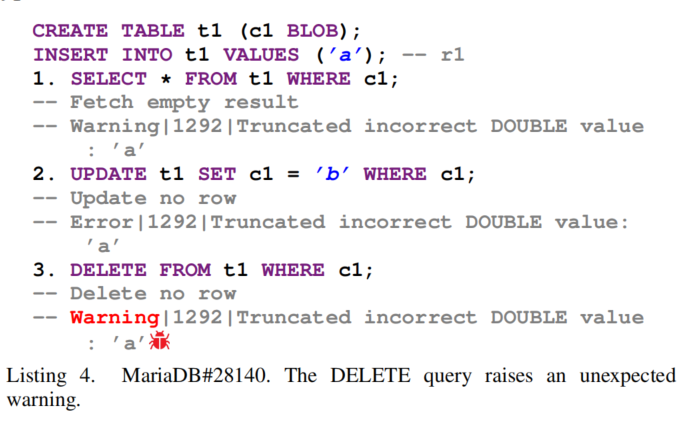 CREATE TABLE t1 (c1 BLOB);
INSERT INTO t1 VALUES ('a'); -- r1
1. SELECT * FROM t1 WHERE c1;
-- Fetch empty result
-- Warning|1292|Truncated incorrect DOUBLE value
: 'a'
2. UPDATE t1 SET c1 = 'b' WHERE c1;
-- Update no row
-- Error|1292|Truncated incorrect DOUBLE value:
'a'
3. DELETE FROM t1 WHERE c1;
-- Delete no row
-- Warning|1292|Truncated incorrect DOUBLE value
: 'a'
Listing 4. MariaDB#28140. The DELETE query raises an unexpected
warning.